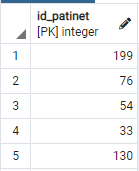 id_patinet
[PK] integer
1 199
2 76
3 54
4 33
5 130